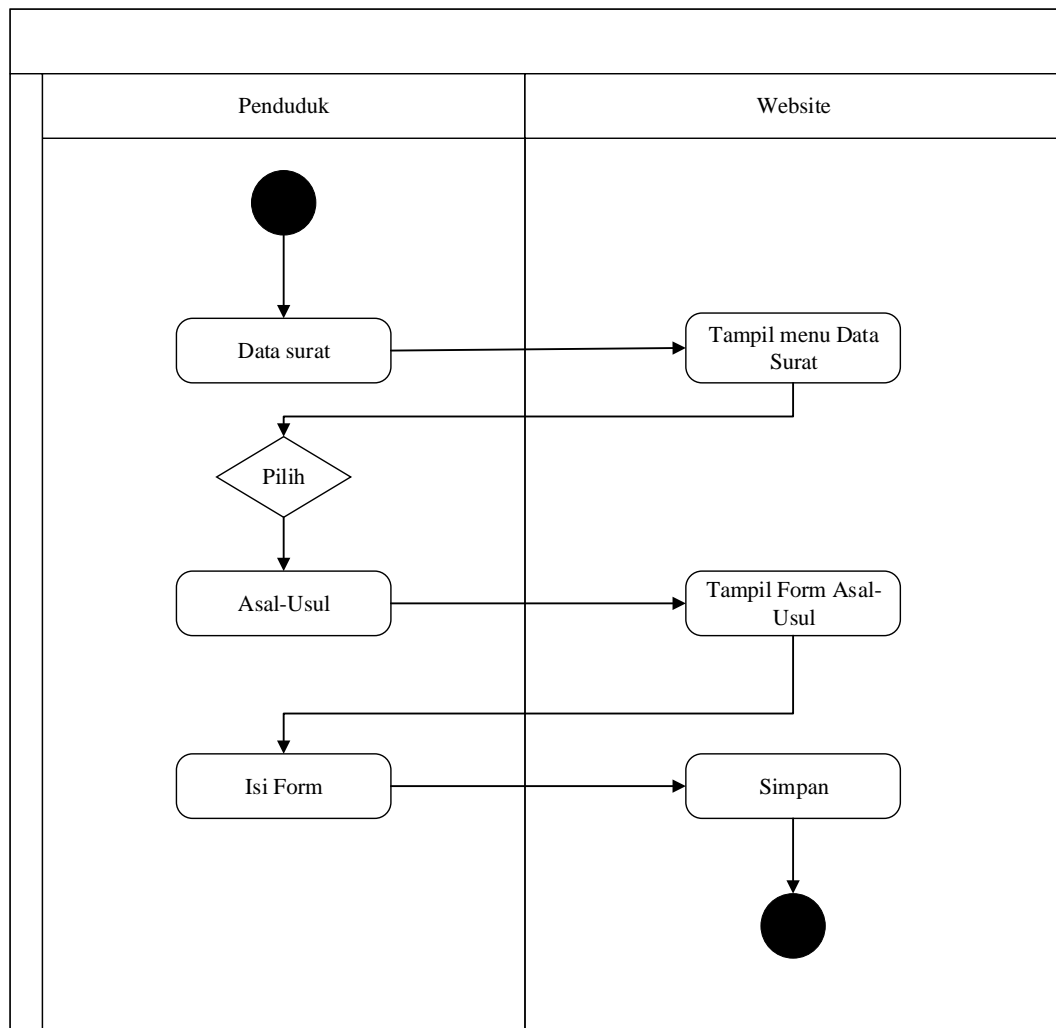 Penduduk
Website
Data surat
Tampil menu Data
Surat
Pilih
Asal-Usul
Tampil Form Asal-
Usul
Isi Form
Simpan